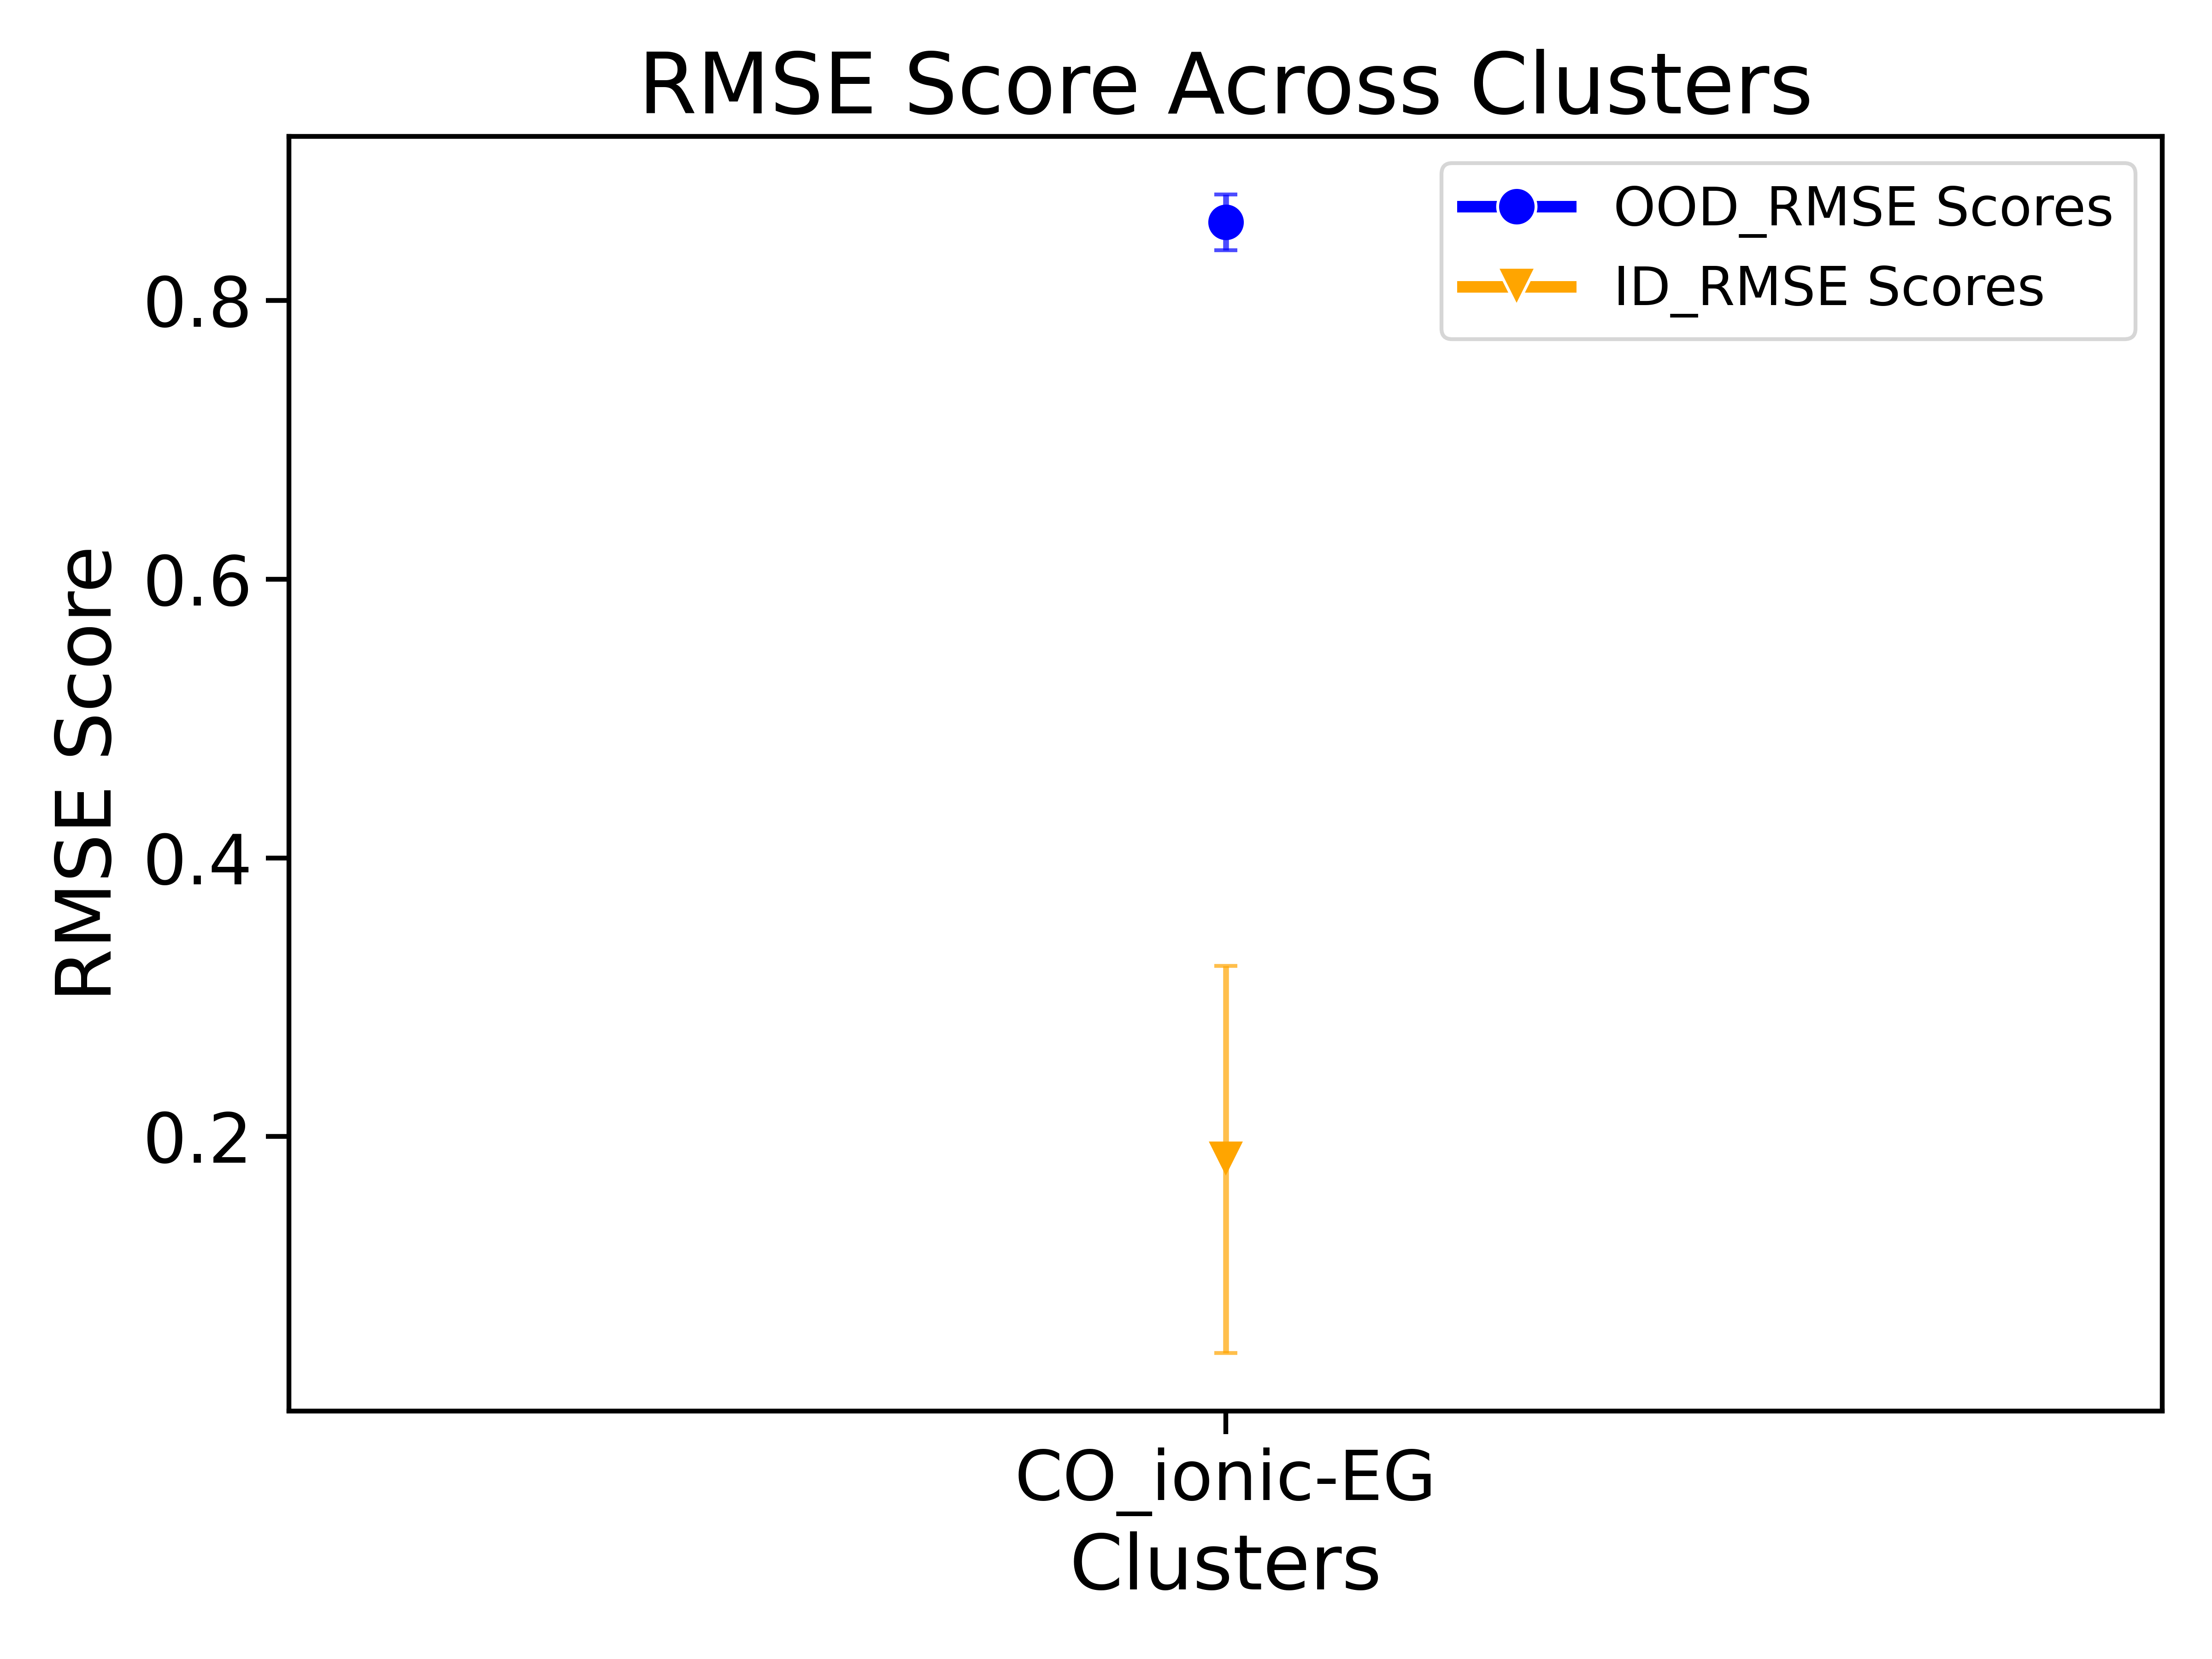 RMSE Score Across Clusters
OOD_RMSE Scores
ID_RMSE Scores
RMSE Score
0.8
0.6
0.4
0.2
CO_ionic-EG
Clusters